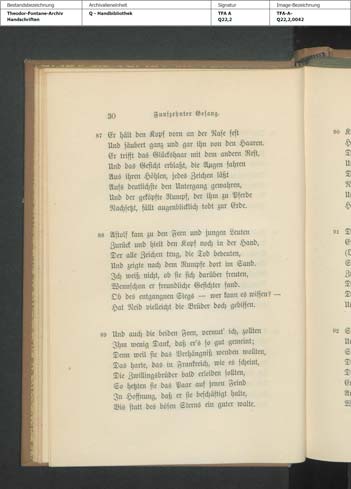 Bestandsbezeichnung
Archivalieneinheit
Signatur
Image-Bezeichnung
Theodor-Fontane-Archiv
Handschriften
Q - Handbibliothek
TFA A
Q22,2
TFA-A-
Q22,2,0042
30
Funfzehnter Gesang.
87 Er hält den Kopf vorn an der Nase fest
Und säubert ganz und gar ihn von den Haaren.
Er trifft das Glückshaar mit dem andern Rest,
Und das Gesicht erblaßt, die Augen fahren
Aus ihren Höhlen, jedes Zeichen läßt
Aufs deutlichste den Untergang gewahren,
Und der geköpfte Rumpf, der ihm zu Pferde
Nachsetzt, fällt augenblicklich todt zur Erde.
88 Astolf kam zu den Feen und jungen Leuten
Zurück und hielt den Kopf noch in der Hand,
Der alle Zeichen trug, die Tod bedeuten,
Und zeigte nach dem Rumpfe dort im Sand.
Ich weiß nicht, ob sie sich darüber freuten,
Wennschon er freundliche Gesichter fand.
Ob des entgangnen Siegs — wer kann es wissen? —
Hat Neid vielleicht die Brüder doch gebissen.
89 Und auch die beiden Feen, vermut' ich, zollten
Ihm wenig Dank, daß er's so gut gemeint;
Denn weil sie das Verhängniß wenden wollten,
Das harte, das in Frankreich, wie es scheint,
Die Zwillingsbrüder bald ereilen sollten,
So hetzten sie das Paar auf jenen Feind
In Hoffnung, daß er sie beschäftigt halte,
Bis statt des bösen Sterns ein guter walte.
90
91
92